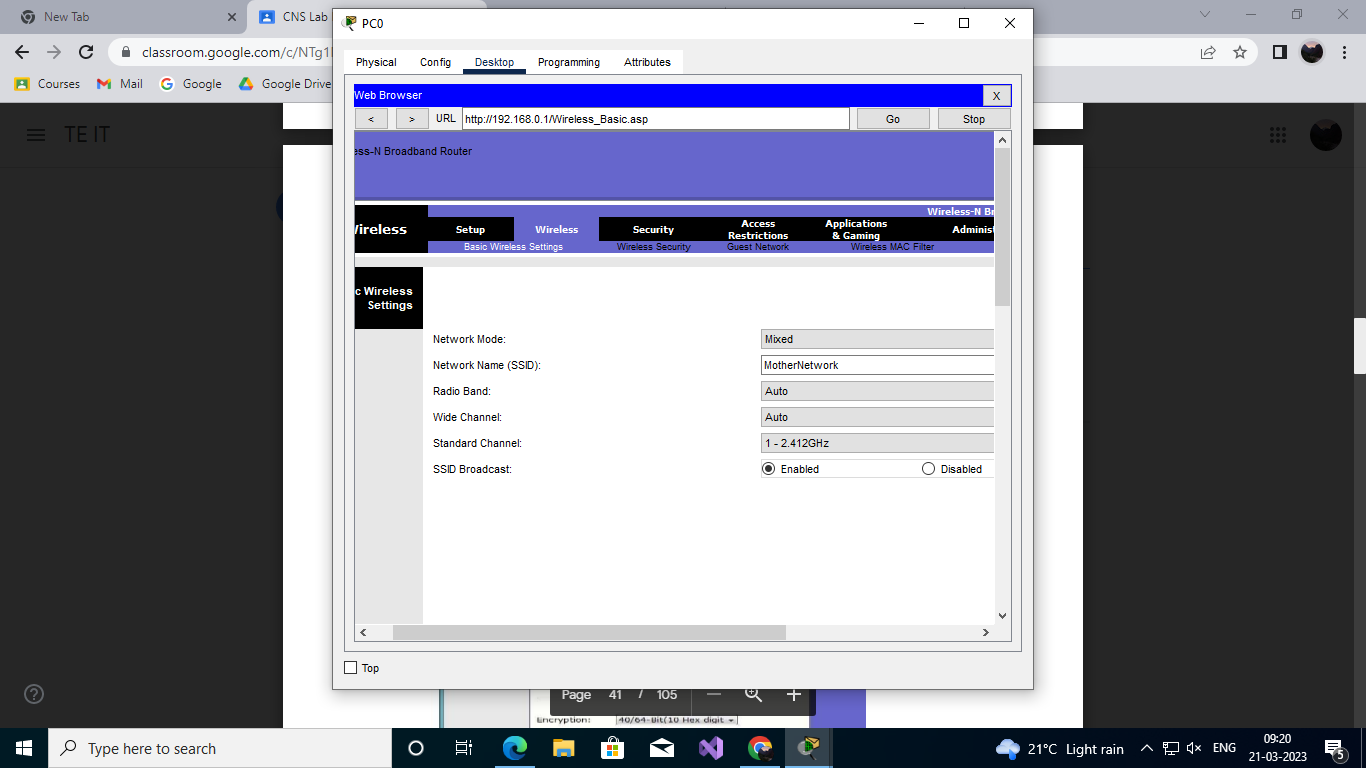 New Tab
CNS Lab
PC0
classroom.google.com/c/NTg1
Courses
Mail
Google
Google Drive
TE IT
Physical
Config
Desktop
Programming
Attributes
Web Browser
X
<
>
URL
http://192.168.0.1/Wireless_Basic.asp
Go
Stop
ess-N Broadband Router
Wireless-N Br
Wireless
Setup
Wireless
Security
Access
Restrictions
Applications
& Gaming
Administ
Basic Wireless Settings
Wireless Security
Guest Network
Wireless MAC Filter
c Wireless
Settings
Network Mode:
Mixed
Network Name (SSID):
MotherNetwork
Radio Band:
Auto
Wide Channel:
Auto
Standard Channel:
1 - 2.412GHz
SSID Broadcast:
Enabled
Disabled
Top
Page 41 / 105
Encryption:
40/64-Bit(10 Hex digit
Type here to search
21°C Light rain
ENG
09:20
21-03-2023
5